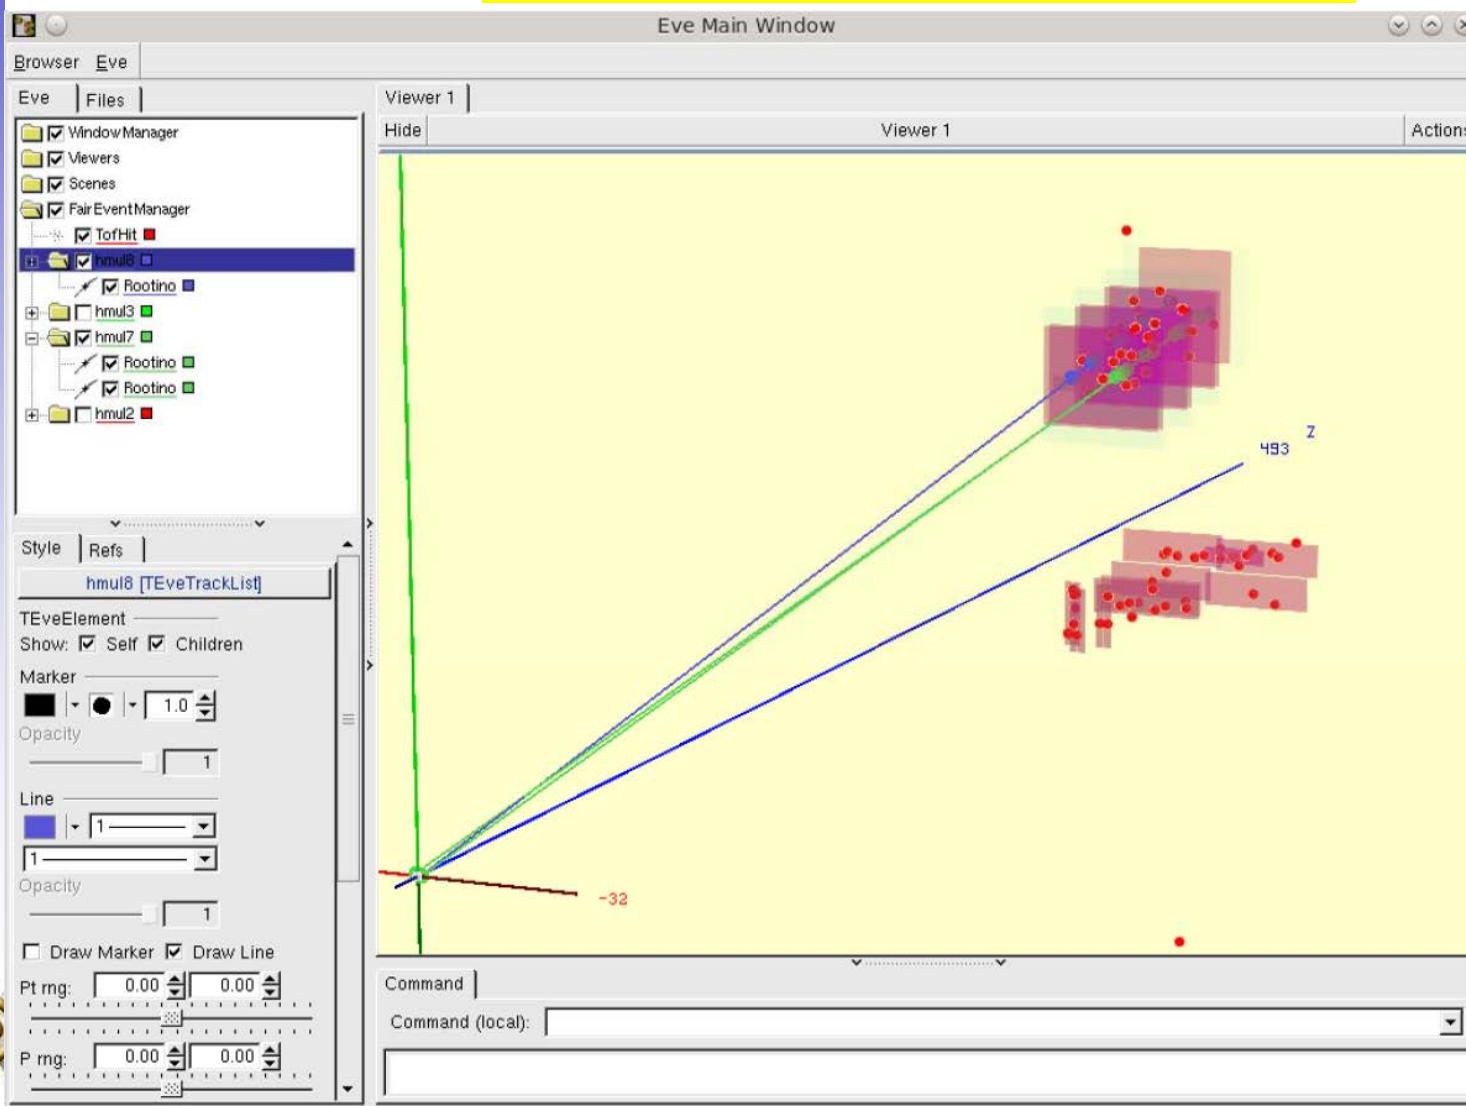 Eve Main Window
Browser Eve
Eve Files
WindowManager
Viewers
Scenes
FairEventManager
TofHit
hmul8
Rootino
hmul3
hmul7
Rootino
Rootino
hmul2
Style Refs
hmul8 [TEveTrackList]
TEveElement
Show: Self Children
Marker
1.0
Opacity
1
Line
1
1
Opacity
1
Draw Marker Draw Line
Pt rng: 0.00 0.00
P rng: 0.00 0.00
Viewer 1
Hide Viewer 1 Actions
Z
493
-32
Command
Command (local):